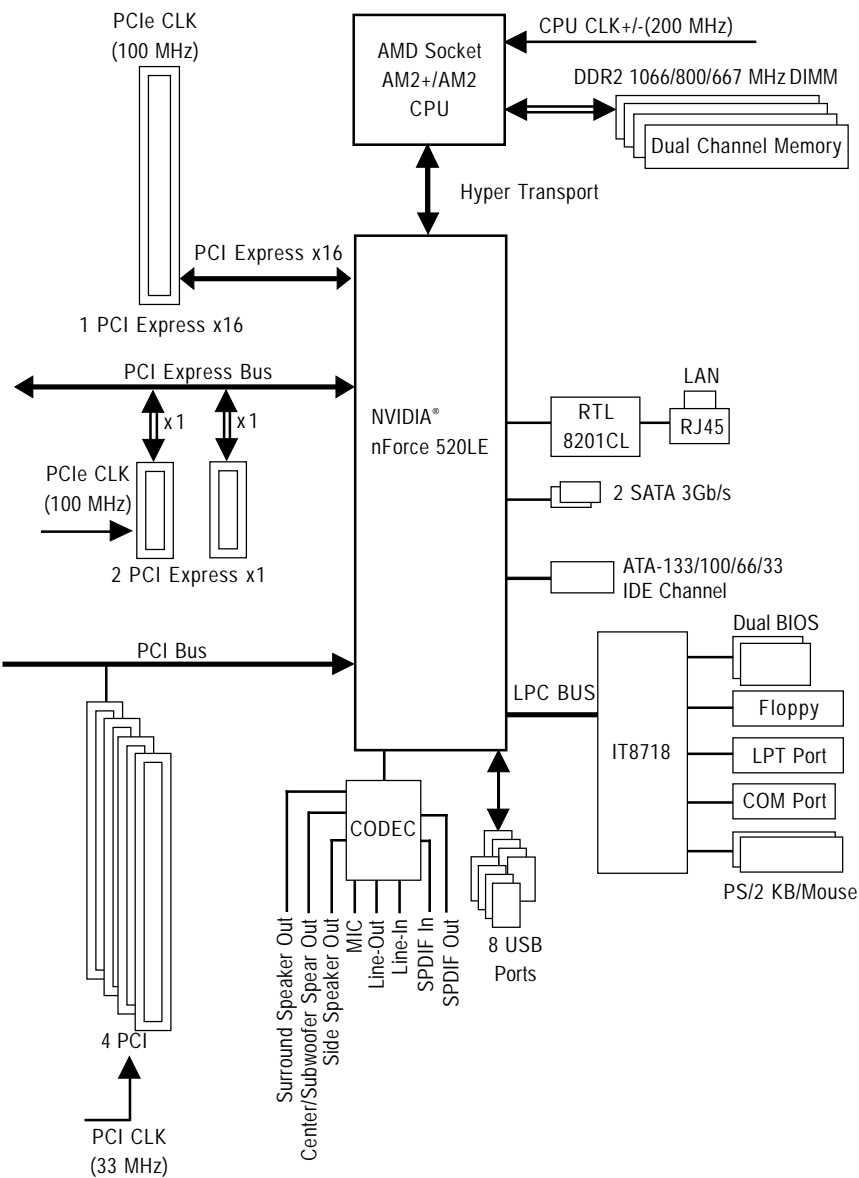 PCIe CLK
(100 MHz)
AMD Socket
AM2+/AM2
CPU
CPU CLK+/-(200 MHz)
DDR2 1066/800/667 MHz DIMM
Dual Channel Memory
Hyper Transport
PCI Express x16
1 PCI Express x16
PCI Express Bus
x1
x1
PCIe CLK
(100 MHz)
2 PCI Express x1
NVIDIA®
nForce 520LE
RTL
8201CL
LAN
RJ45
2 SATA 3Gb/s
ATA-133/100/66/33
IDE Channel
PCI Bus
LPC BUS
IT8718
Dual BIOS
Floppy
LPT Port
COM Port
PS/2 KB/Mouse
CODEC
Surround Speaker Out
Center/Subwoofer Spear Out
Side Speaker Out
MIC
Line-Out
Line-In
SPDIF In
SPDIF Out
8 USB
Ports
4 PCI
PCI CLK
(33 MHz)